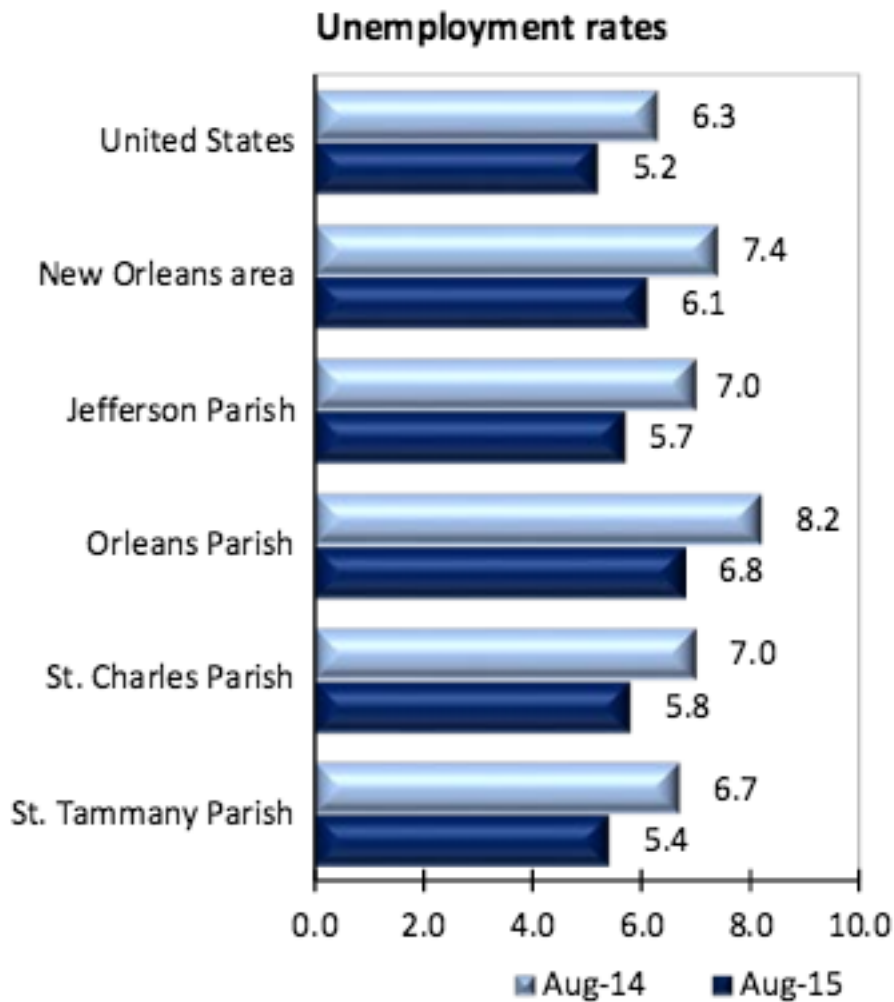 Unemployment rates
United States
6.3
5.2
New Orleans area
7.4
6.1
Jefferson Parish
7.0
5.7
Orleans Parish
8.2
6.8
St. Charles Parish
7.0
5.8
St. Tammany Parish
6.7
5.4
0.0 2.0 4.0 6.0 8.0 10.0
Aug-14 Aug-15